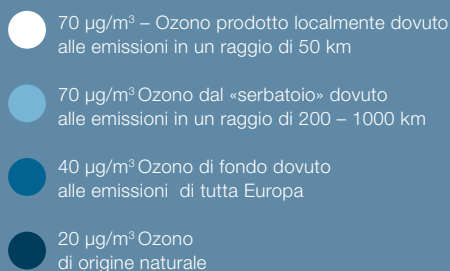 70 µg/m³ – Ozono prodotto localmente dovuto
alle emissioni in un raggio di 50 km
70 µg/m³ Ozono dal «serbatoio» dovuto
alle emissioni in un raggio di 200 – 1000 km
40 µg/m³ Ozono di fondo dovuto
alle emissioni  di tutta Europa
20 µg/m³ Ozono
di origine naturale